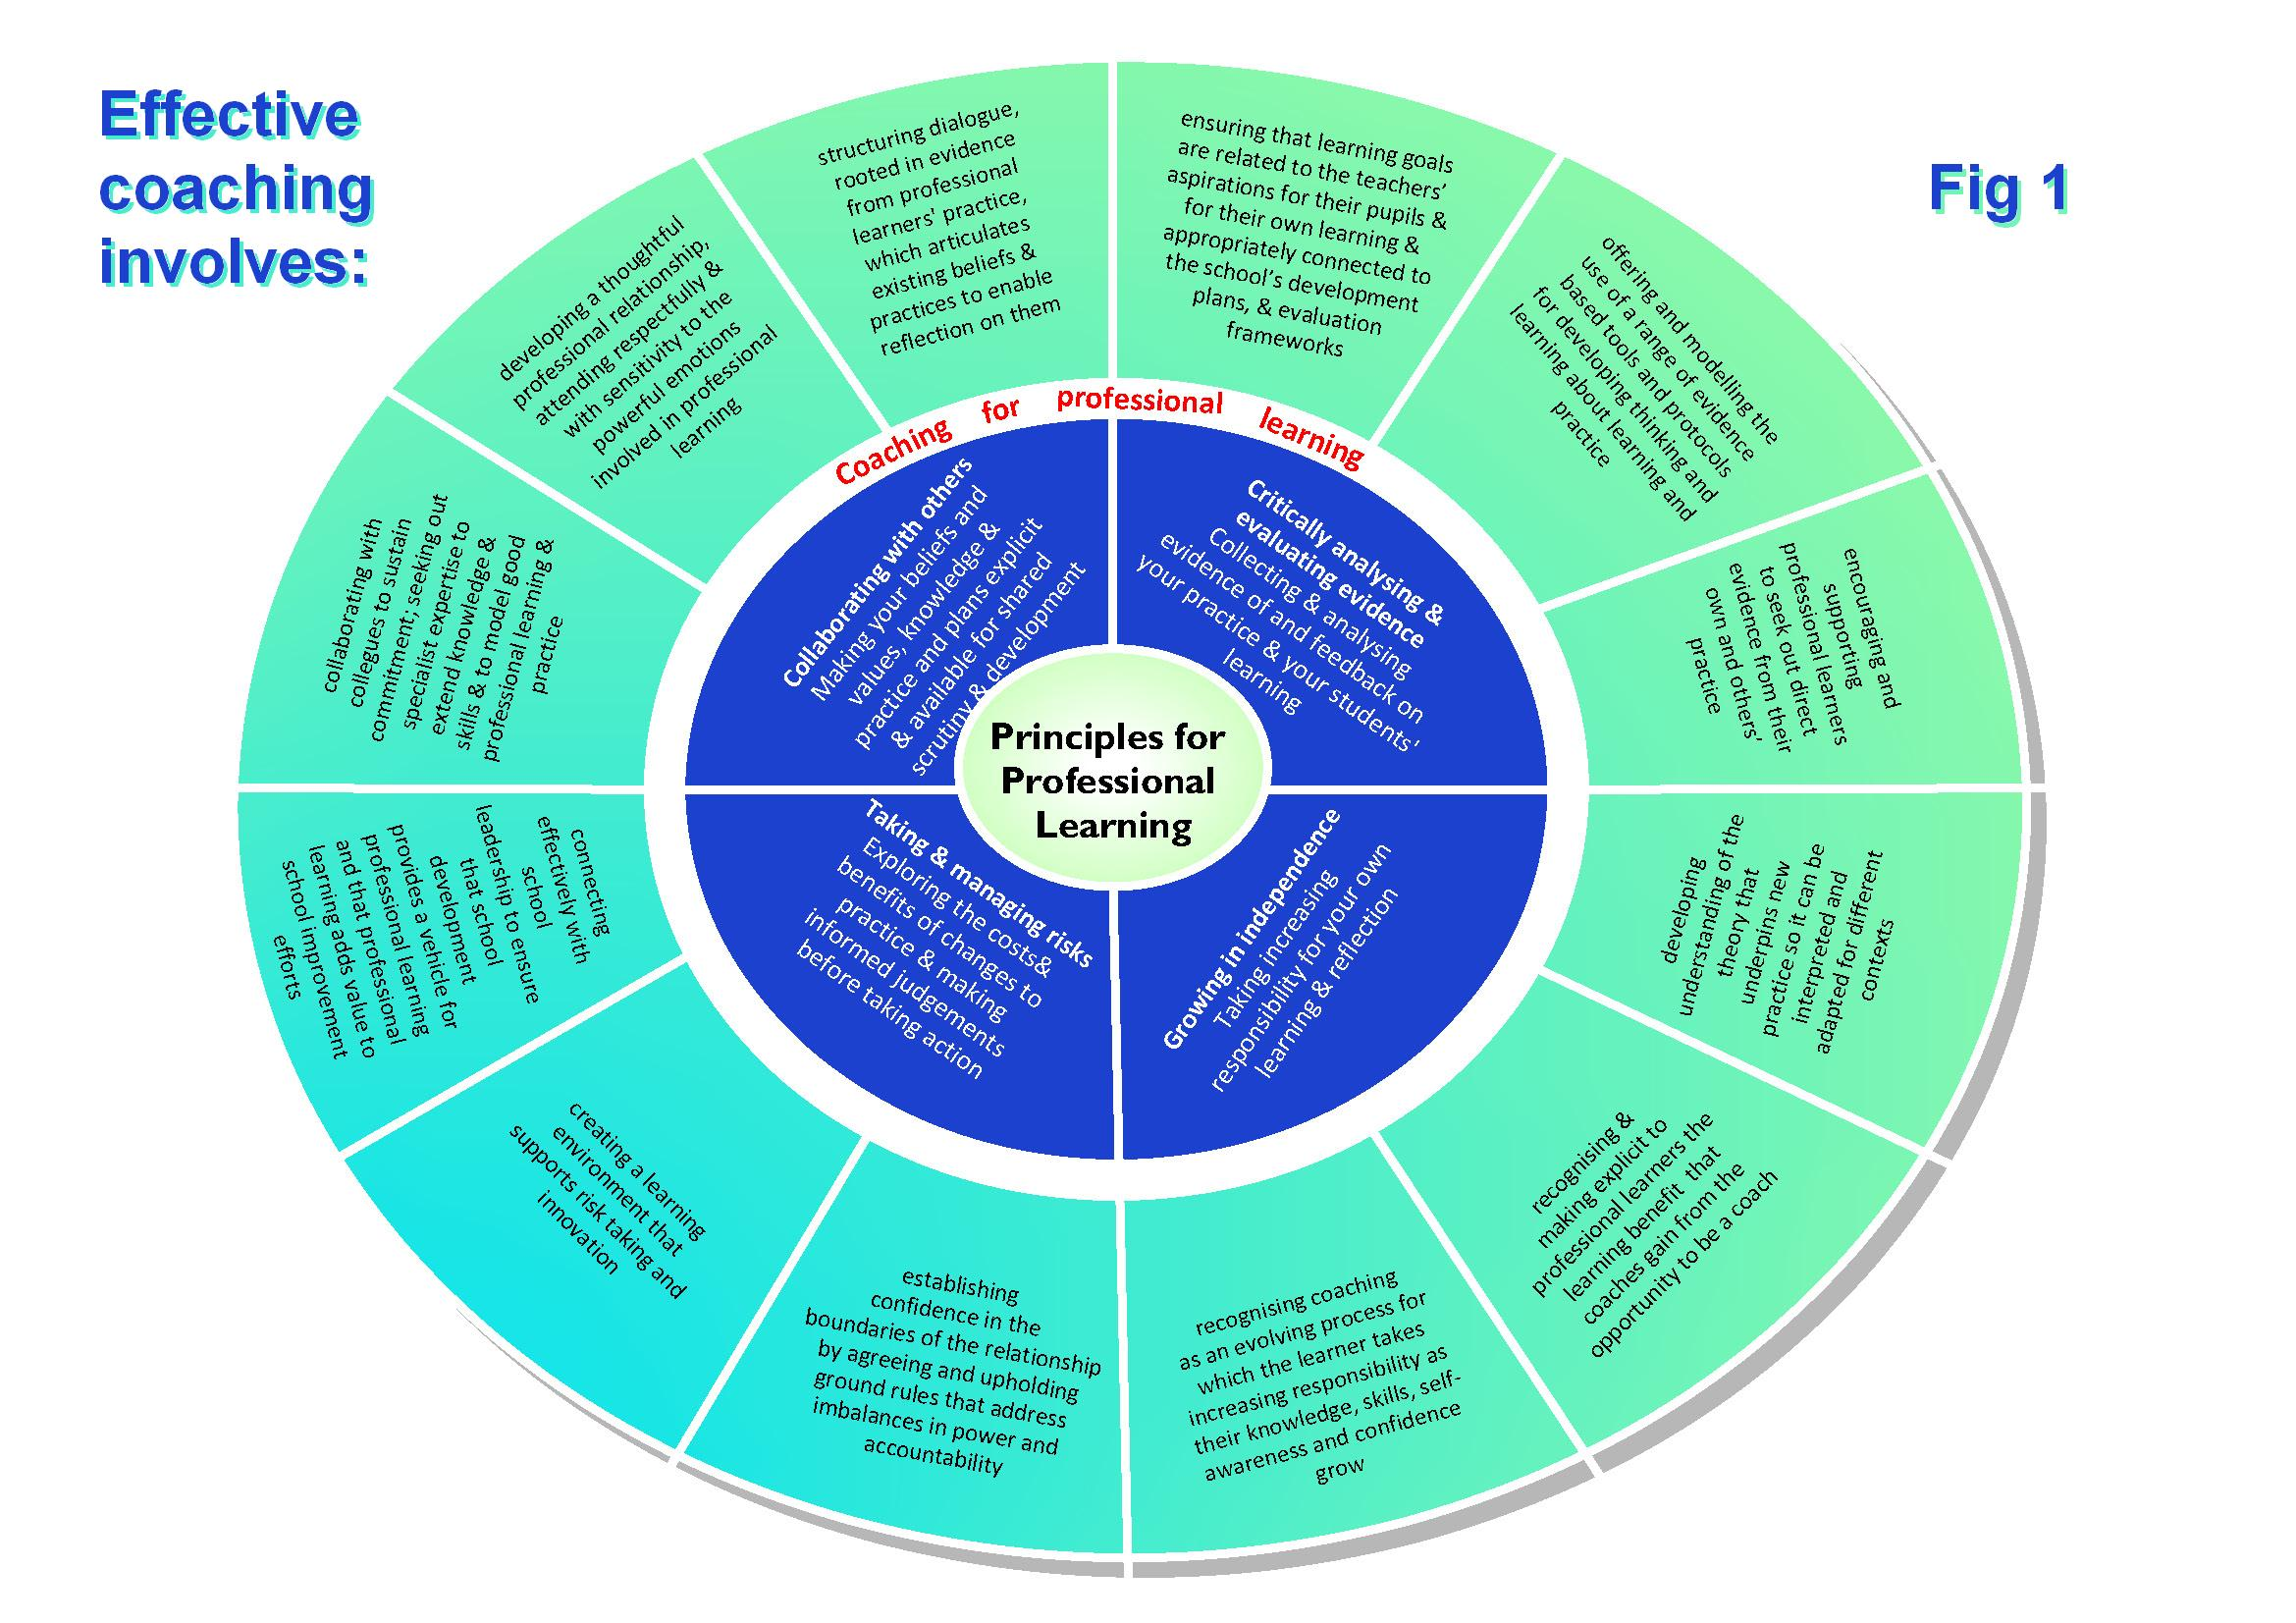 Effective
coaching
involves:
Fig 1
structuring dialogue,
rooted in evidence
from professional
learners' practice,
which articulates
existing beliefs &
practices to enable
reflection on them
ensuring that learning goals
are related to the teachers’
aspirations for their pupils &
for their own learning &
appropriately connected to
the school’s development
plans, & evaluation
frameworks
offering and modelling the
use of a range of evidence
based tools and protocols
for developing thinking and
learning about learning and
practice
encouraging and
supporting
professional learners
to seek out direct
evidence from their
own and others’
practice
developing
understanding of the
theory that
underpins new
practice so it can be
interpreted and
adapted for different
contexts
recognising &
making explicit to
professional learners the
learning benefit that
coaches gain from the
opportunity to be a coach
recognising coaching
as an evolving process for
which the learner takes
increasing responsibility as
their knowledge, skills, self-
awareness and confidence
grow
establishing
confidence in the
boundaries of the relationship
by agreeing and upholding
ground rules that address
imbalances in power and
accountability
creating a learning
environment that
supports risk taking and
innovation
connecting
effectively with
school
leadership to ensure
that school
development
provides a vehicle for
professional learning
and that professional
learning adds value to
school improvement
efforts
collaborating with
collegues to sustain
commitment; seeking out
specialist expertise to
extend knowledge &
skills & to model good
professional learning &
practice
developing a thoughtful
professional relationship,
attending respectfully &
with sensitivity to the
powerful emotions
involved in professional
learning
Coaching for professional learning
Collaborating with others
Making your beliefs and
values, knowledge &
practice and plans explicit
& available for shared
scrutiny & development
Critically analysing &
evaluating evidence
Collecting & analysing
evidence of and feedback on
your practice & your students'
learning
Principles for
Professional
Learning
Taking & managing risks
Exploring the costs&
benefits of changes to
practice & making
informed judgements
before taking action
Growing in independence
Taking increasing
responsibility for your own
learning & reflection